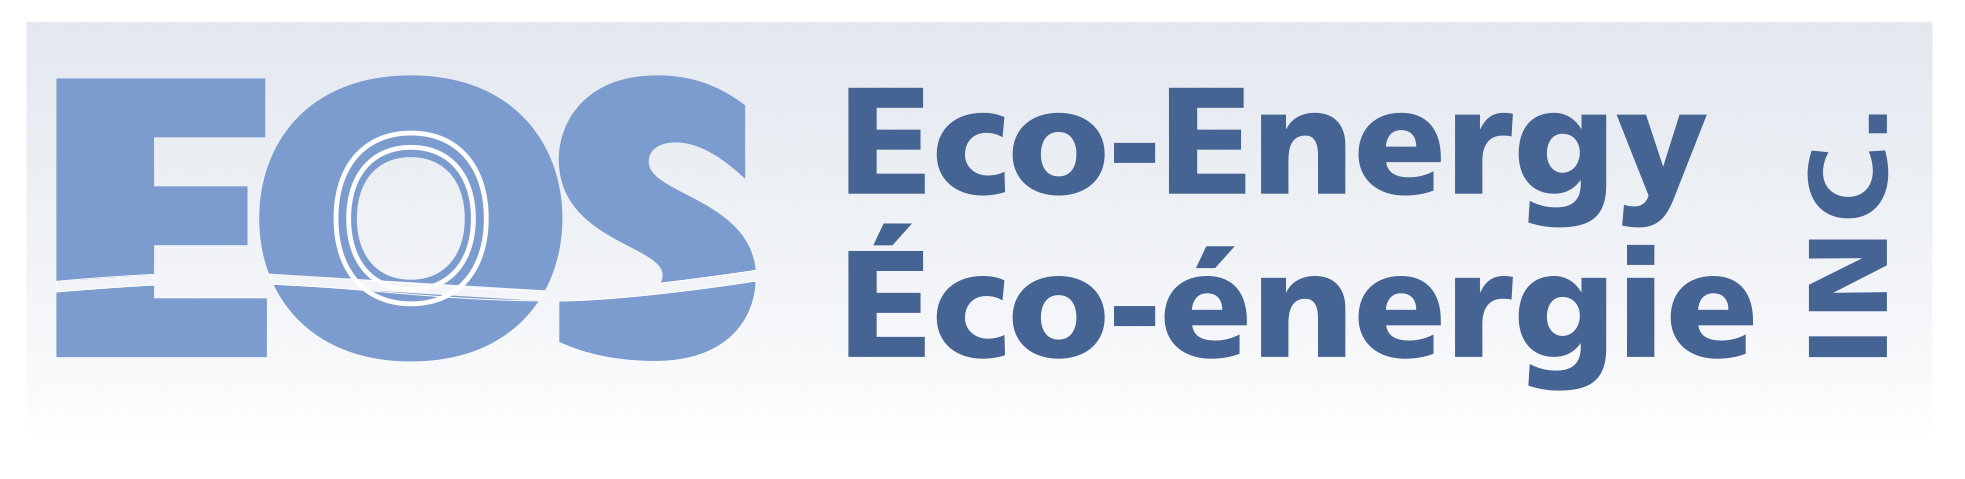 EOS
Eco-Energy
Éco-énergie
INC.